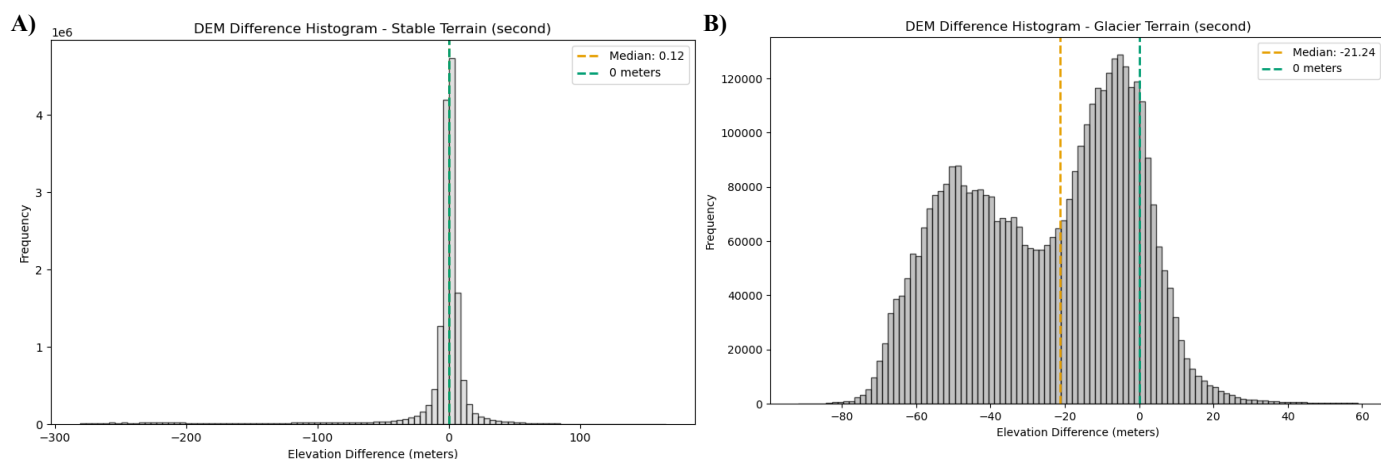 A)
DEM Difference Histogram - Stable Terrain (second)
1e6
Median: 0.12
0 meters
4
3
2
1
0
Frequency
−300
−200
−100
0
100
Elevation Difference (meters)
B)
DEM Difference Histogram - Glacier Terrain (second)
Median: -21.24
0 meters
120000
100000
80000
60000
40000
20000
0
Frequency
−80
−60
−40
−20
0
20
40
60
Elevation Difference (meters)